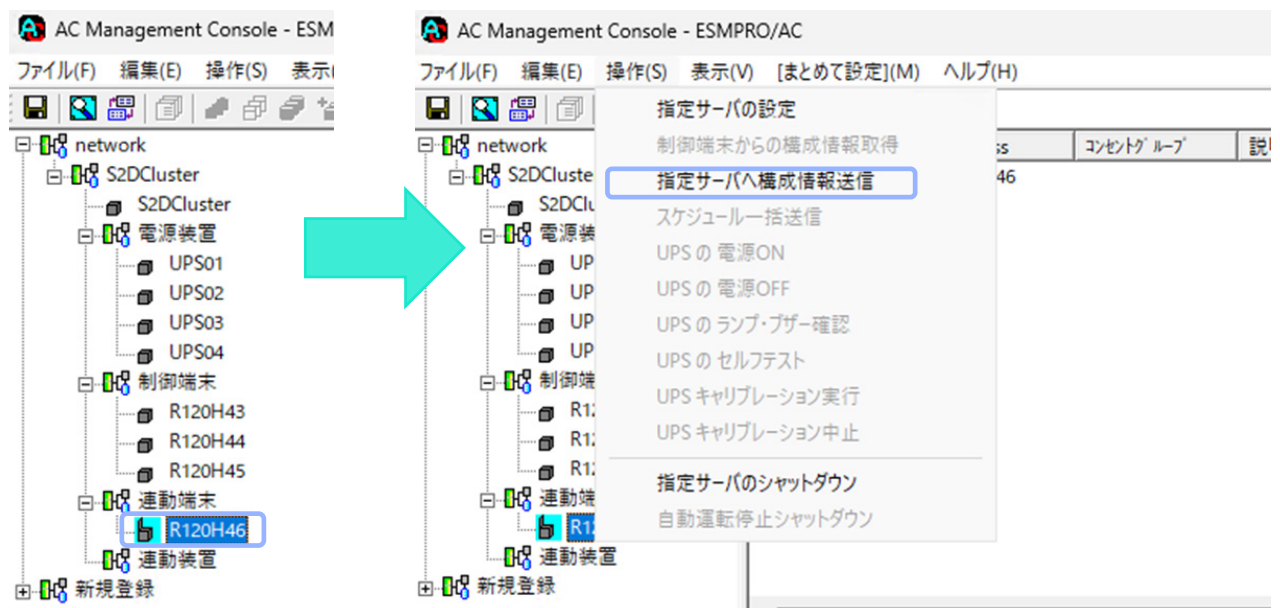 AC Management Console - ESM
ファイル(F) 編集(E) 操作(S) 表示(
network
S2DCluster
S2DCluster
電源装置
UPS01
UPS02
UPS03
UPS04
制御端末
R120H43
R120H44
R120H45
連動端末
R120H46
連動装置
新規登録
AC Management Console - ESMPRO/AC
ファイル(F) 編集(E) 操作(S) 表示(V) [まとめて設定](M) ヘルプ(H)
network
S2DCluste
S2DClu
電源装
UP
UP
UP
UP
制御端
R12
R12
R12
連動端
R12
連動装置
新規登録
指定サーバの設定
制御端末からの構成情報取得
指定サーバへ構成情報送信
スケジュール一括送信
UPS の 電源ON
UPS の 電源OFF
UPS の ランプ・ブザー確認
UPS の セルフテスト
UPS キャリブレーション実行
UPS キャリブレーション中止
指定サーバのシャットダウン
自動運転停止シャットダウン
ss コンセントグループ 説
46